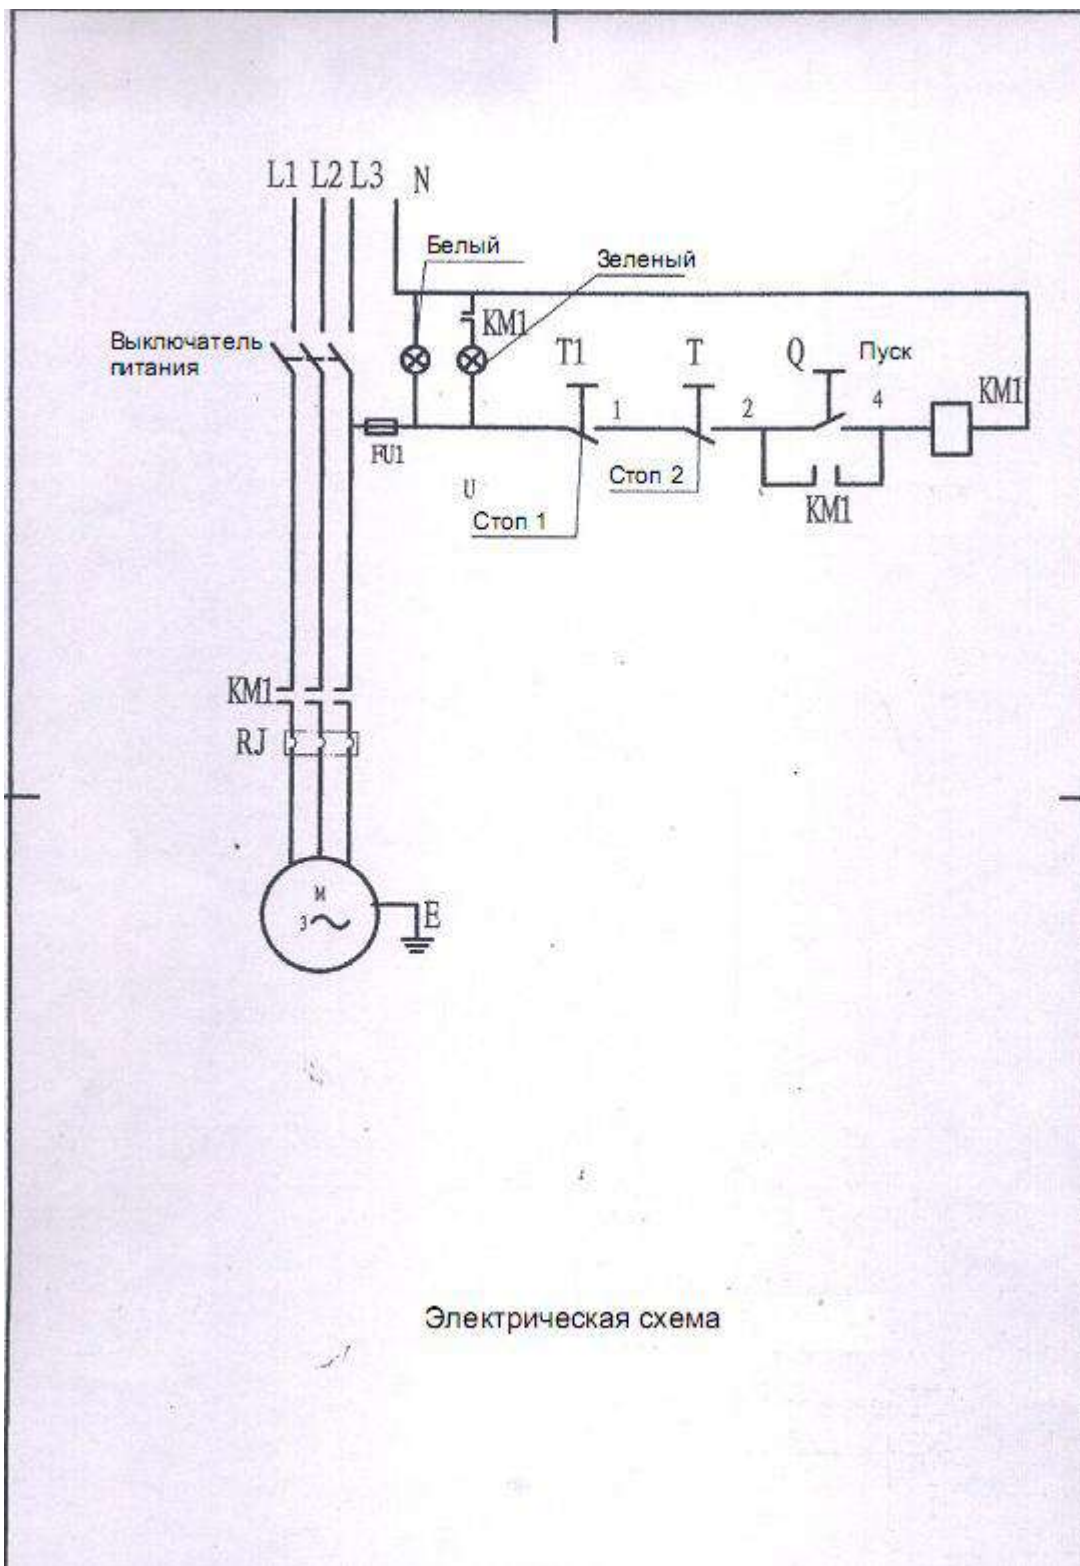 L1 L2 L3 N
Белый
Зеленый
KM1
Выключатель
питания
T1 T Q Пуск
KM1
1 2 4
FU1
U
Стоп 1
Стоп 2
KM1
KM1
RJ
M
3
E
Электрическая схема